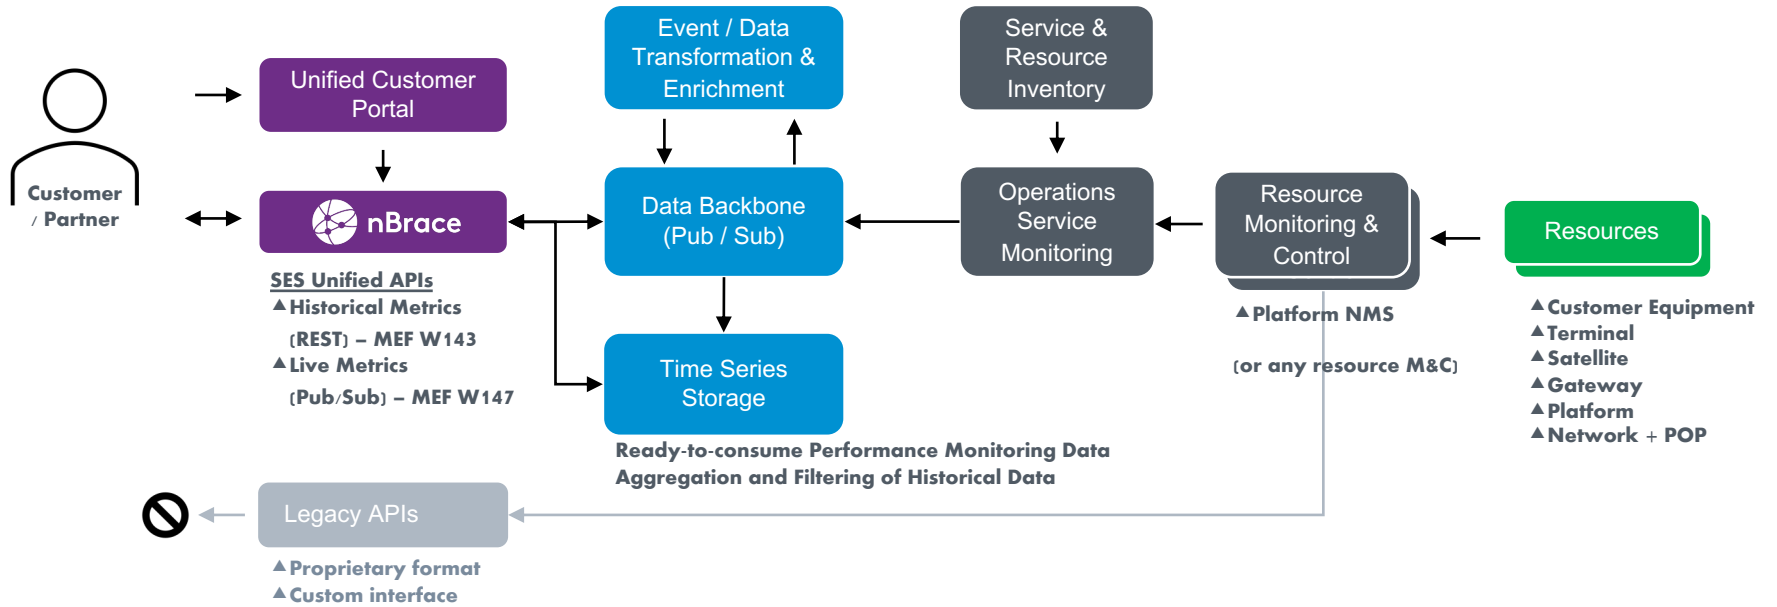 Customer
/ Partner
Unified Customer
Portal
nBrace
SES Unified APIs
▲Historical Metrics
(REST) – MEF W143
▲Live Metrics
(Pub/Sub) – MEF W147
Event / Data
Transformation &
Enrichment
Data Backbone
(Pub / Sub)
Time Series
Storage
Ready-to-consume Performance Monitoring Data
Aggregation and Filtering of Historical Data
Service &
Resource
Inventory
Operations
Service
Monitoring
Resource
Monitoring &
Control
▲Platform NMS
(or any resource M&C)
Resources
▲Customer Equipment
▲Terminal
▲Satellite
▲Gateway
▲Platform
▲Network + POP
Legacy APIs
▲Proprietary format
▲Custom interface